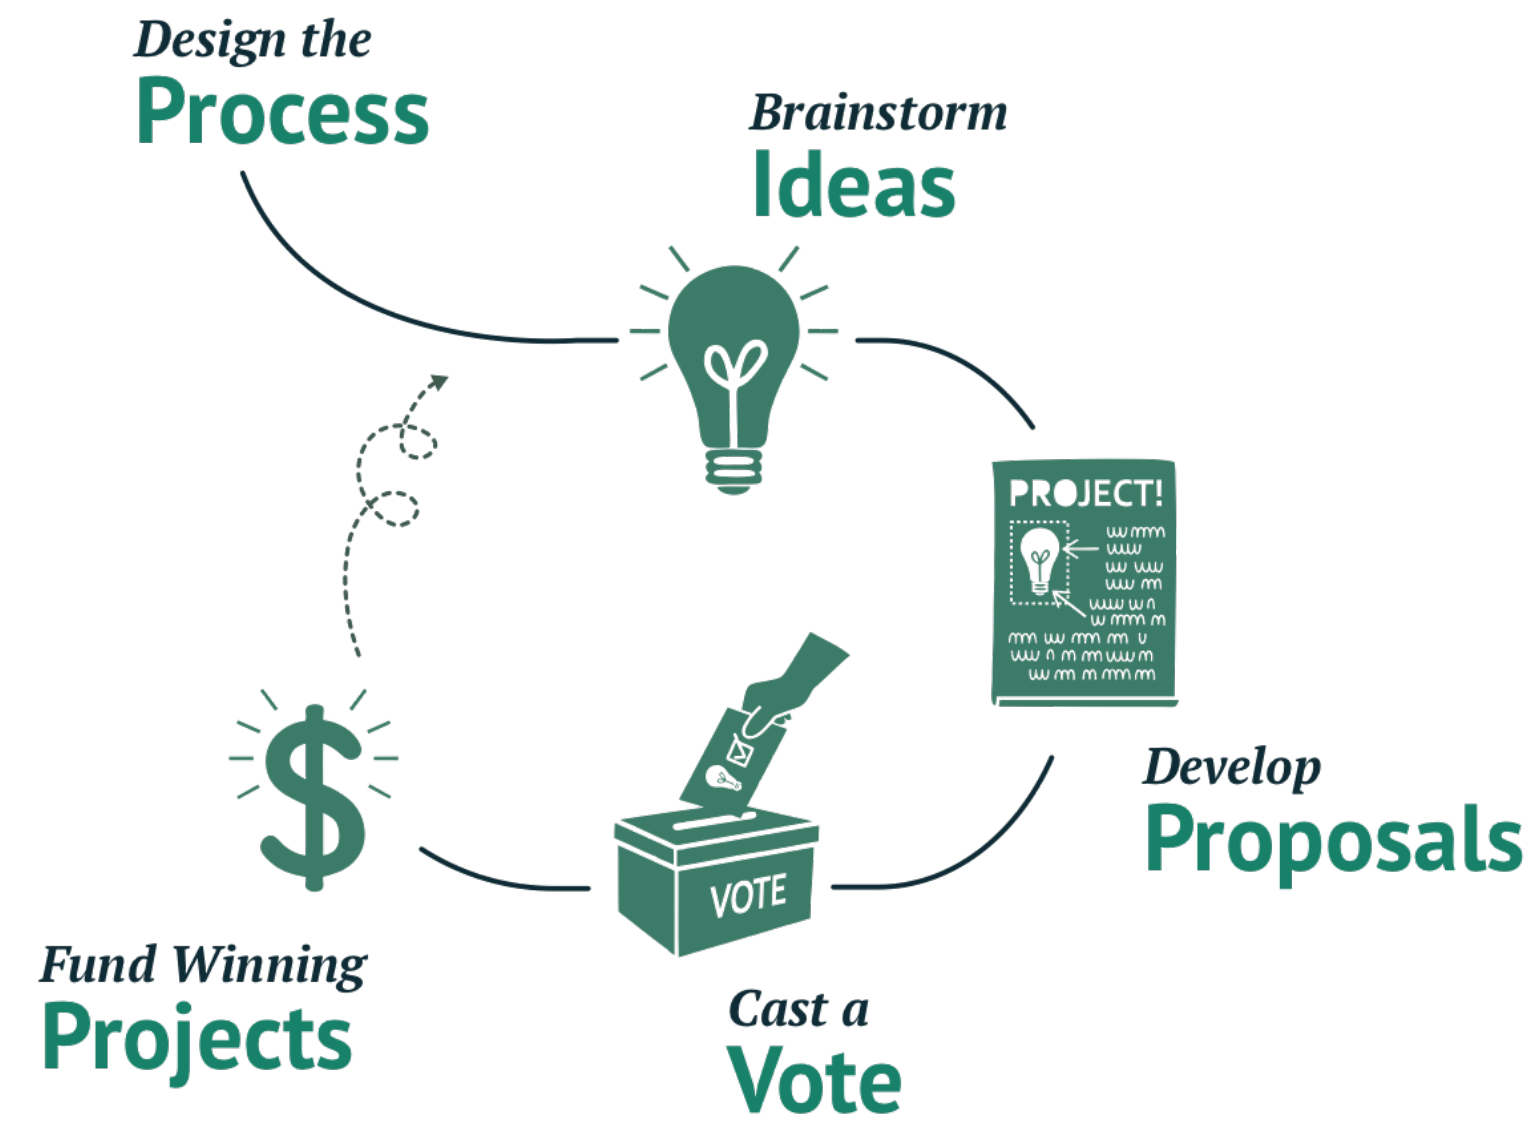 Design the
Process
Brainstorm
Ideas
PROJECT!
Develop
Proposals
VOTE
Cast a
Vote
Fund Winning
Projects